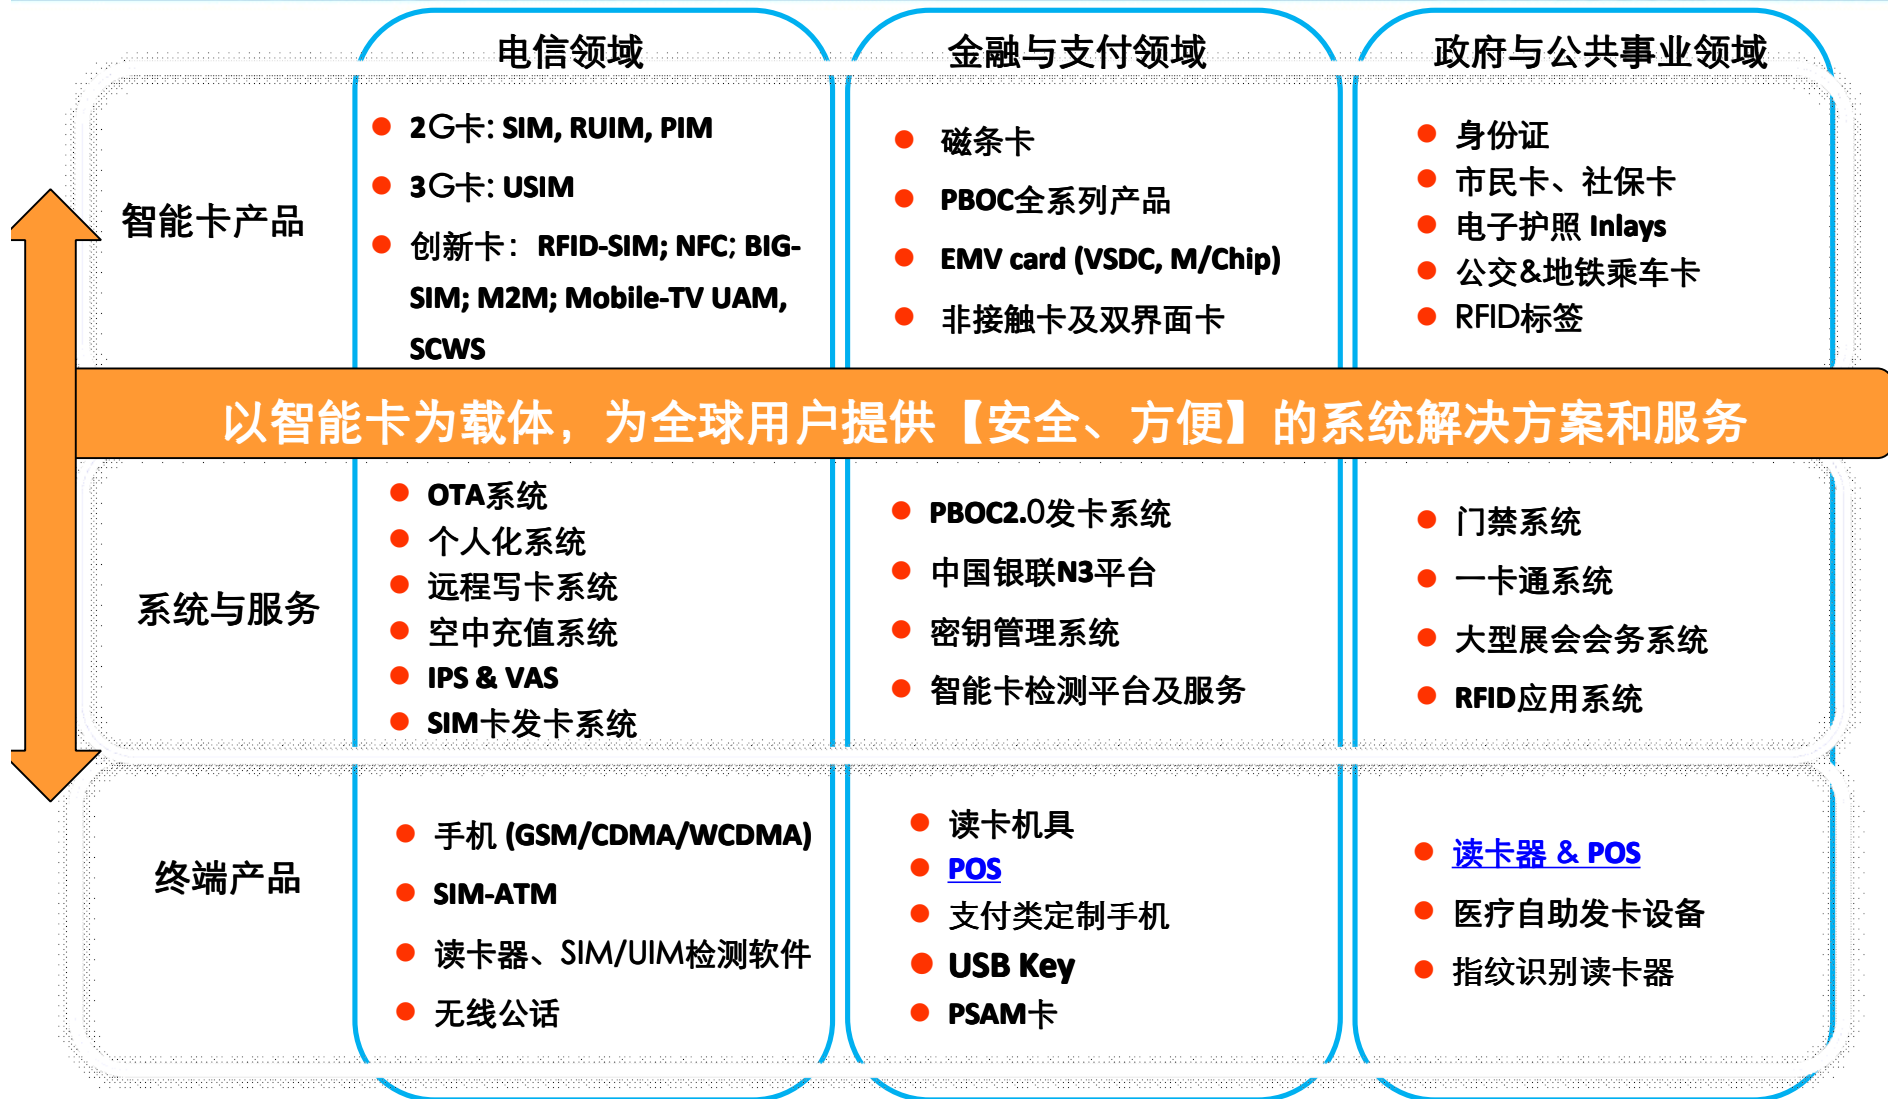 电信领域
金融与支付领域
政府与公共事业领域
智能卡产品
2G卡: SIM, RUIM, PIM
3G卡: USIM
创新卡： RFID-SIM; NFC; BIG-
SIM; M2M; Mobile-TV UAM,
SCWS
磁条卡
PBOC全系列产品
EMV card (VSDC, M/Chip)
非接触卡及双界面卡
身份证
市民卡、社保卡
电子护照 Inlays
公交&地铁乘车卡
RFID标签
以智能卡为载体，为全球用户提供【安全、方便】的系统解决方案和服务
系统与服务
OTA系统
个人化系统
远程写卡系统
空中充值系统
IPS & VAS
SIM卡发卡系统
PBOC2.0发卡系统
中国银联N3平台
密钥管理系统
智能卡检测平台及服务
门禁系统
一卡通系统
大型展会会务系统
RFID应用系统
终端产品
手机 (GSM/CDMA/WCDMA)
SIM-ATM
读卡器、SIM/UIM检测软件
无线公话
读卡机具
POS
支付类定制手机
USB Key
PSAM卡
读卡器 & POS
医疗自助发卡设备
指纹识别读卡器